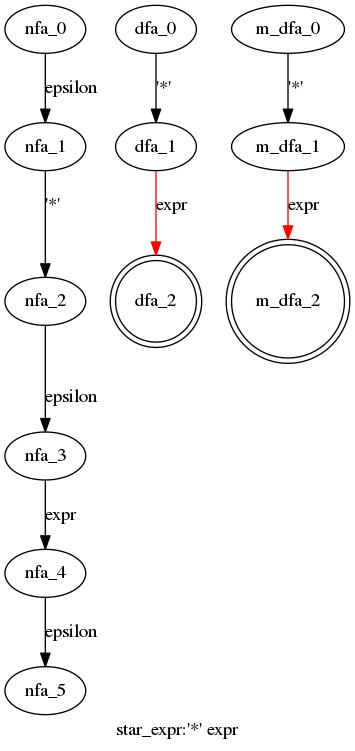 nfa_0
dfa_0
m_dfa_0
epsilon
'*'
'*'
nfa_1
dfa_1
m_dfa_1
'*'
expr
expr
nfa_2
dfa_2
m_dfa_2
epsilon
nfa_3
expr
nfa_4
epsilon
nfa_5
star_expr:'*' expr